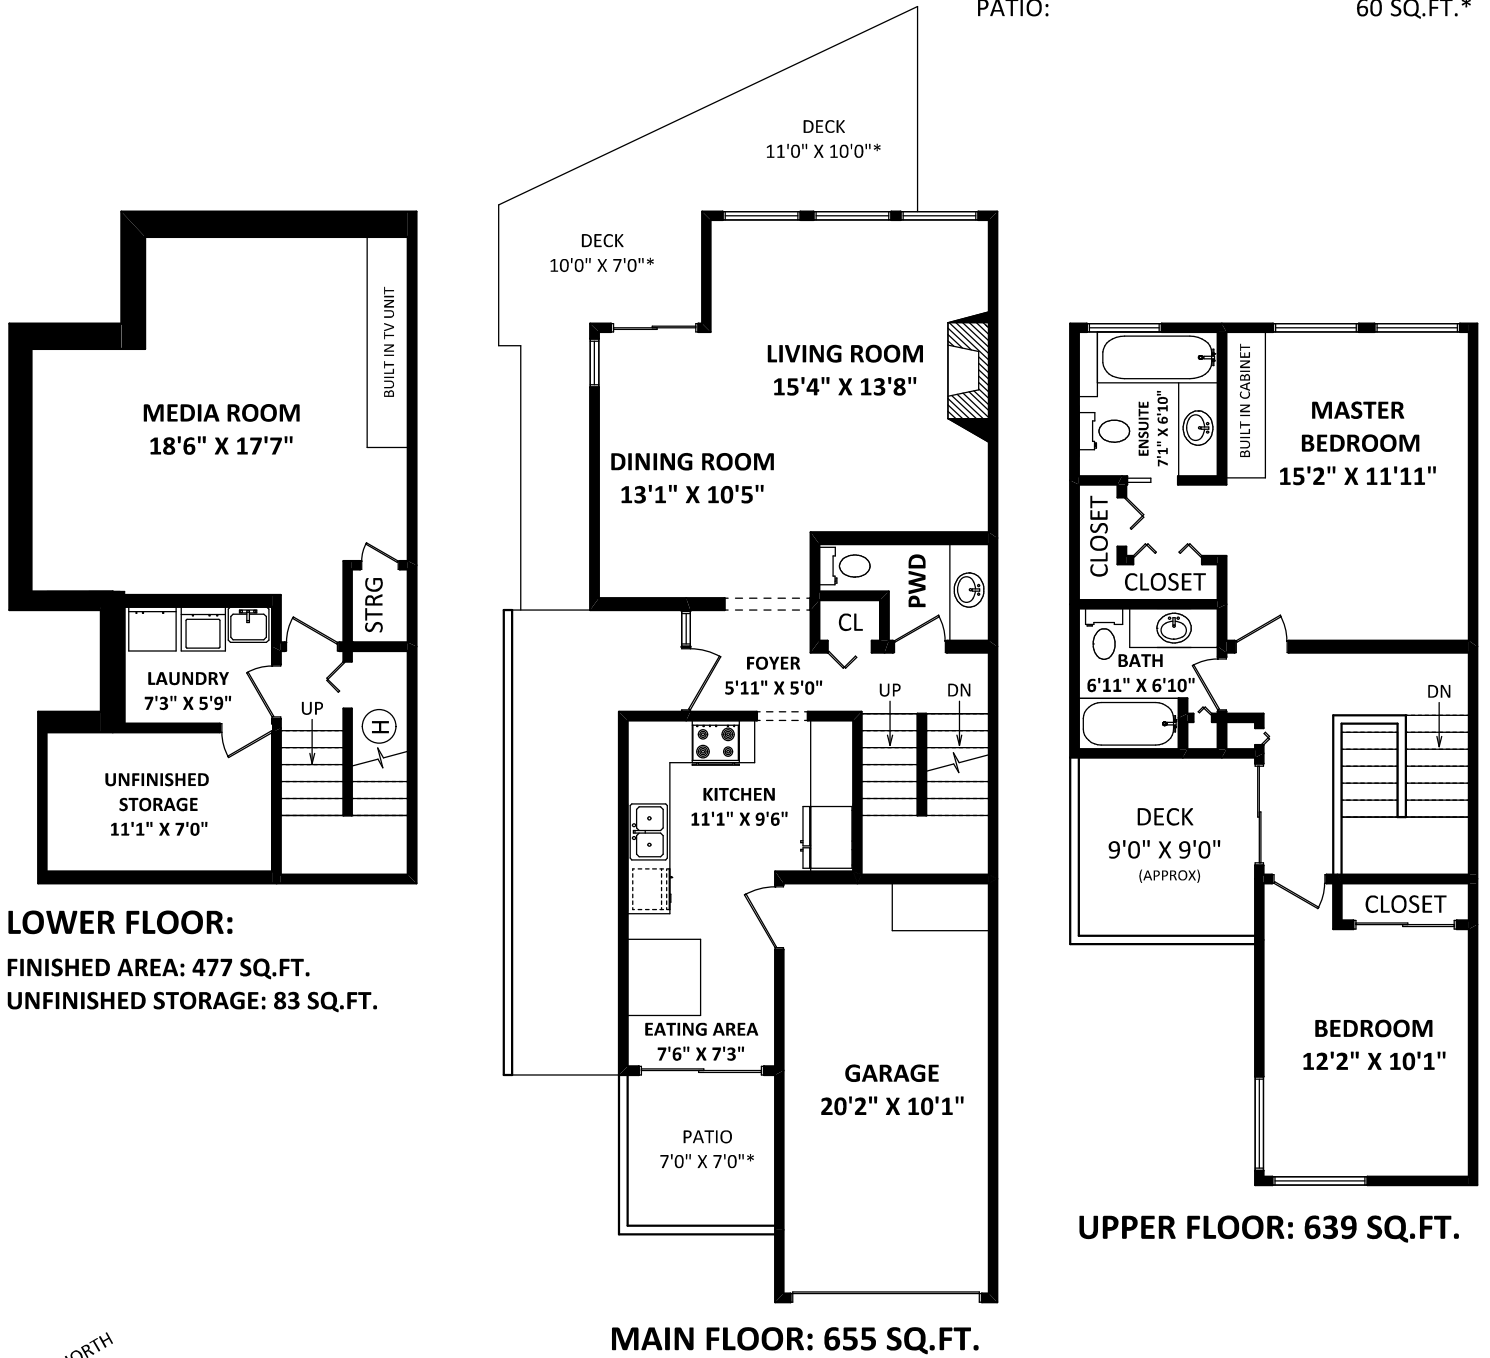 PATIO: 60 SQ.FT.*
DECK
11'0" X 10'0"*
DECK
10'0" X 7'0"*
BUILT IN TV UNIT
MEDIA ROOM
18'6" X 17'7"
STRG
LAUNDRY
7'3" X 5'9"
UP
H
UNFINISHED
STORAGE
11'1" X 7'0"
LOWER FLOOR:
FINISHED AREA: 477 SQ.FT.
UNFINISHED STORAGE: 83 SQ.FT.
LIVING ROOM
15'4" X 13'8"
DINING ROOM
13'1" X 10'5"
PWD
CL
FOYER
5'11" X 5'0"
UP
DN
KITCHEN
11'1" X 9'6"
EATING AREA
7'6" X 7'3"
GARAGE
20'2" X 10'1"
PATIO
7'0" X 7'0"*
MAIN FLOOR: 655 SQ.FT.
ENSUITE
7'1" X 6'10"
BUILT IN CABINET
MASTER
BEDROOM
15'2" X 11'11"
CLOSET
CLOSET
BATH
6'11" X 6'10"
DN
DECK
9'0" X 9'0"
(APPROX)
CLOSET
BEDROOM
12'2" X 10'1"
UPPER FLOOR: 639 SQ.FT.